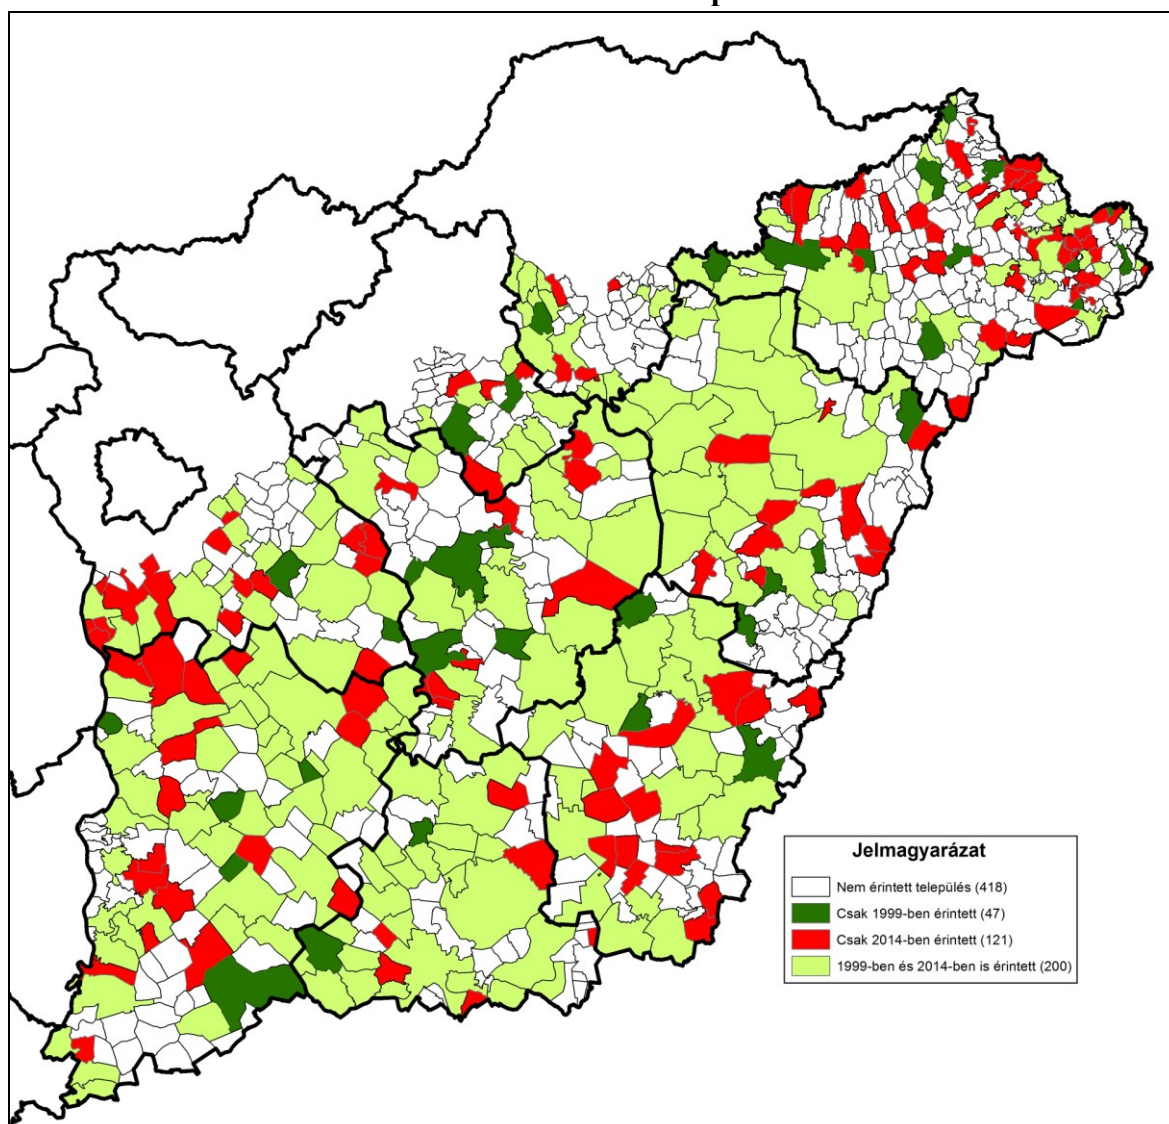 Jelmagyarázat
Nem érintett település (418)
Csak 1999-ben érintett (47)
Csak 2014-ben érintett (121)
1999-ben és 2014-ben is érintett (200)